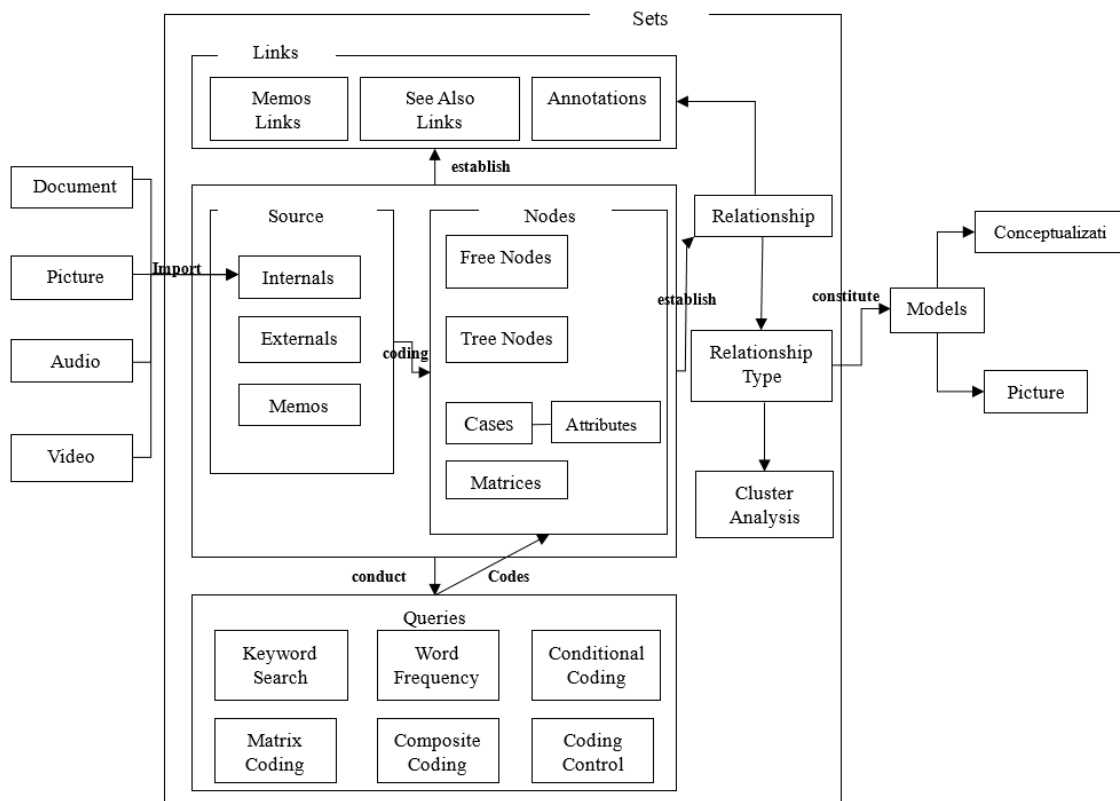 Sets
Links
Memos
Links
See Also
Links
Annotations
establish
Document
Picture
Audio
Video
Import
Source
Internals
Externals
Memos
coding
Nodes
Free Nodes
Tree Nodes
Cases
Attributes
Matrices
establish
Relationship
Relationship
Type
Cluster
Analysis
constitute
Models
Conceptualizati
Picture
conduct
Codes
Queries
Keyword
Search
Word
Frequency
Conditional
Coding
Matrix
Coding
Composite
Coding
Coding
Control